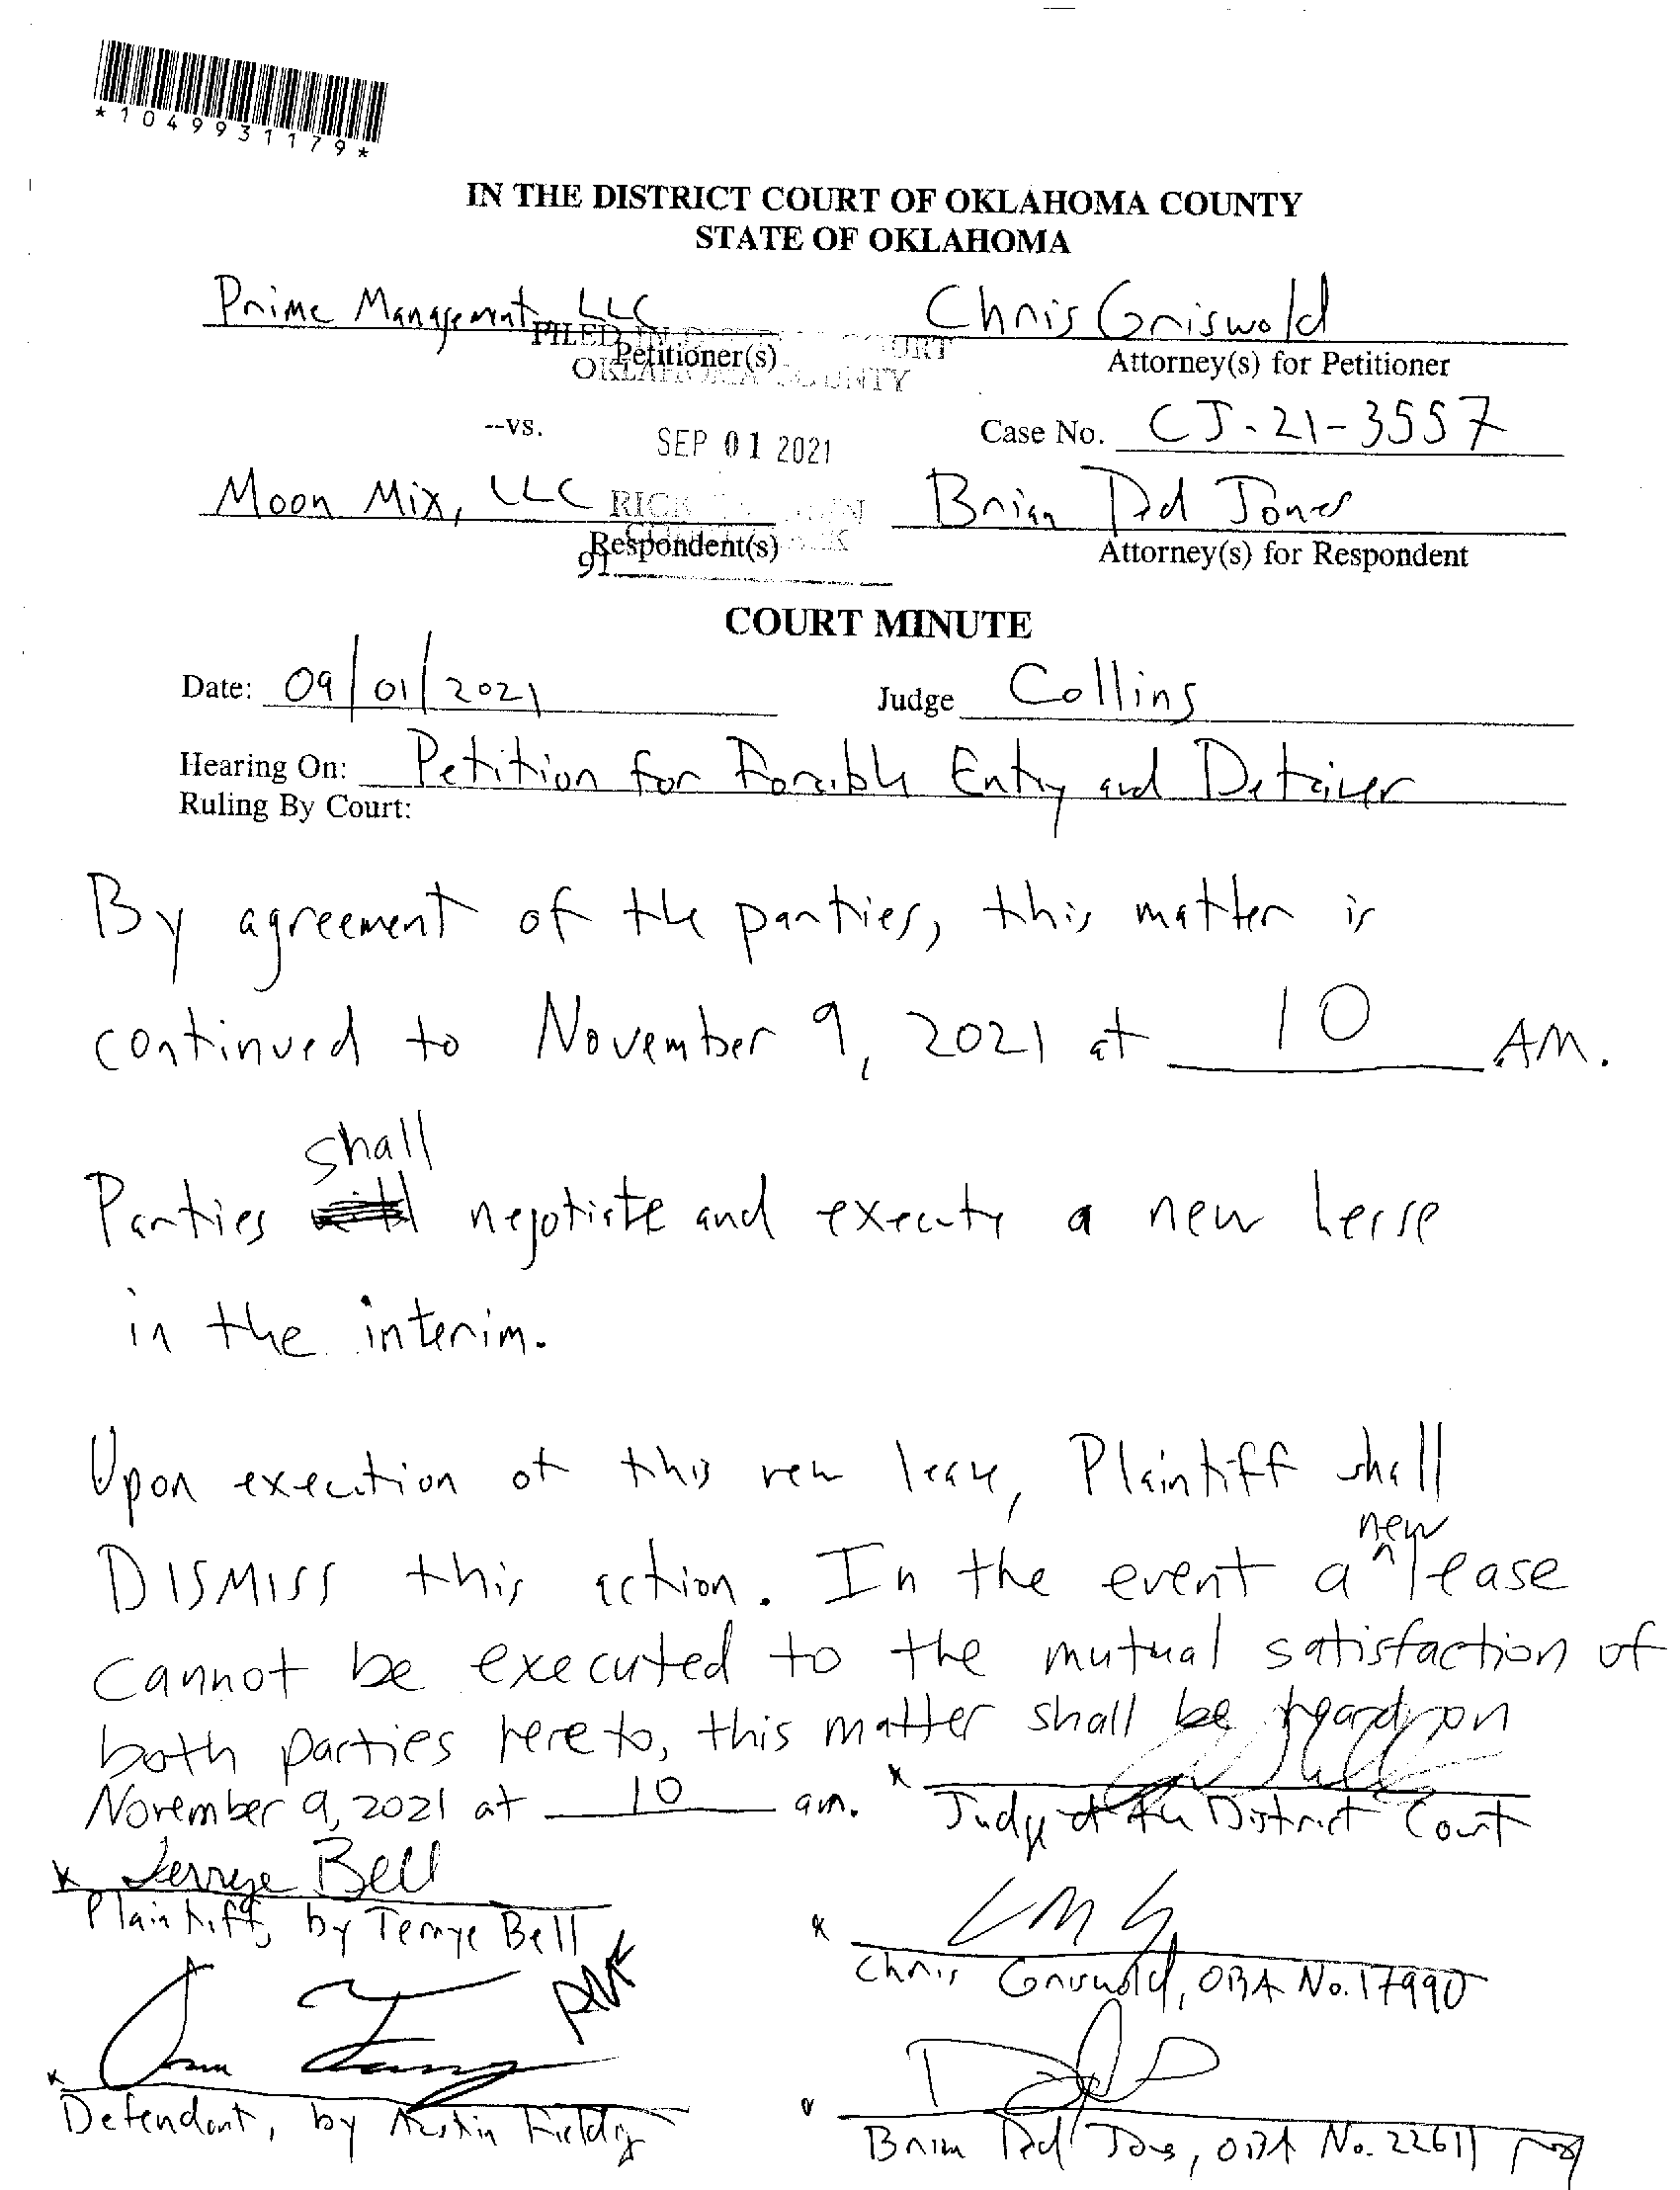 *1049931179*
IN THE DISTRICT COURT OF OKLAHOMA COUNTY
STATE OF OKLAHOMA
Prime Management, LLC Chris Griswold
FILED IN COURT
Petitioner(s) Attorney(s) for Petitioner
OKLAHOMA COUNTY
--vs. SEP 01 2021 Case No. CJ-21-3557
Moon Mix, LLC RICK Brian Ted Jones
Respondent(s) Attorney(s) for Respondent
91
COURT MINUTE
Date: 09/01/2021 Judge Collins
Hearing On: Petition for Forcible Entry and Detainer
Ruling By Court:
By agreement of the parties, this matter is
continued to November 9, 2021 at 10 AM.
shall
Parties negotiate and execute a new lease
in the interim.
Upon execution of this new lease, Plaintiff shall
new
DISMISS this action. In the event a ^ lease
cannot be executed to the mutual satisfaction of
both parties hereto, this matter shall be heard on
November 9, 2021 at 10 am.
x Judge of the District Court
x Terrye Bell
Plaintiff, by Terrye Bell
x
Chris Griswold, OBA No. 17990
x
Defendant, by Austin Fielding
x
Brian Ted Jones, OBA No. 22611